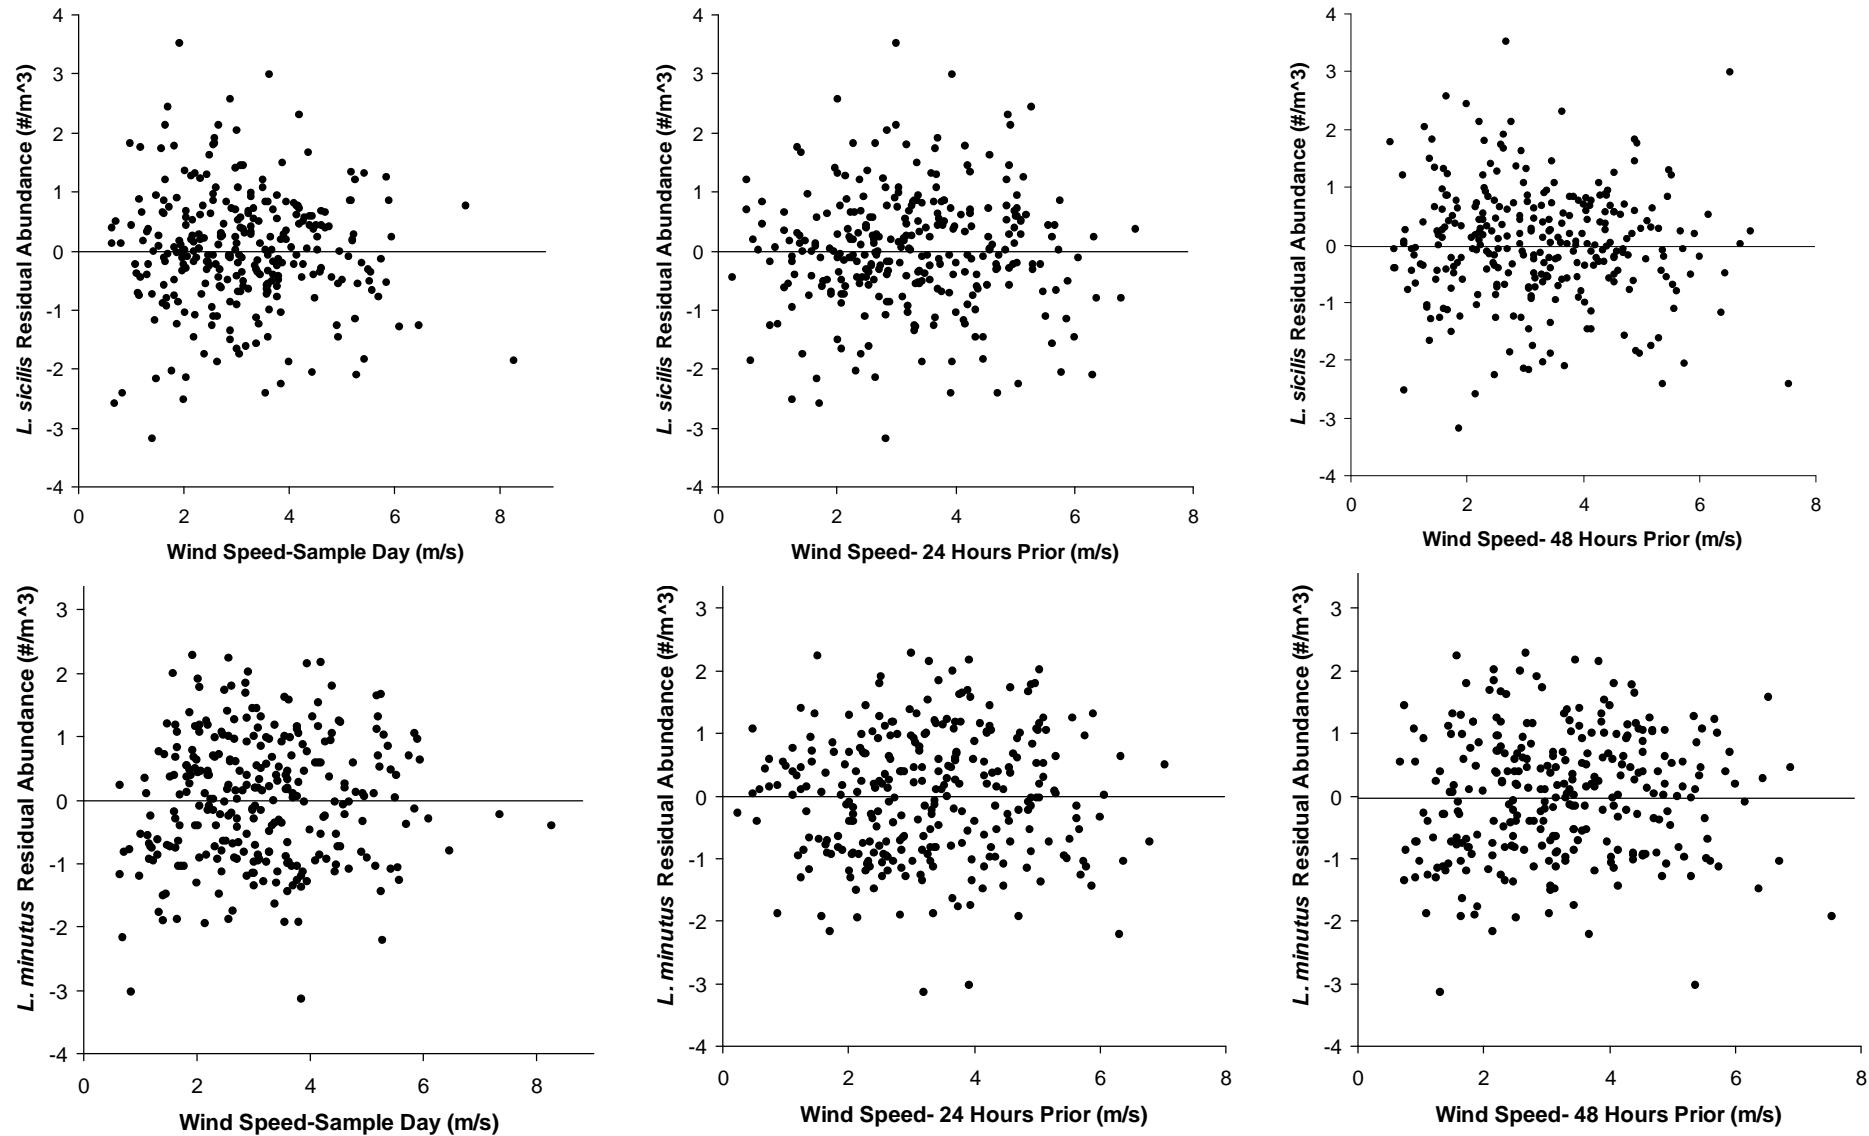 4
3
2
1
0
-1
-2
-3
-4
L. sicilis Residual Abundance (#/m^3)
0 2 4 6 8
Wind Speed-Sample Day (m/s)
4
3
2
1
0
-1
-2
-3
-4
L. sicilis Residual Abundance (#/m^3)
0 2 4 6 8
Wind Speed- 24 Hours Prior (m/s)
4
3
2
1
0
-1
-2
-3
-4
L. sicilis Residual Abundance (#/m^3)
0 2 4 6 8
Wind Speed- 48 Hours Prior (m/s)
3
2
1
0
-1
-2
-3
-4
L. minutus Residual Abundance (#/m^3)
0 2 4 6 8
Wind Speed-Sample Day (m/s)
3
2
1
0
-1
-2
-3
-4
L. minutus Residual Abundance (#/m^3)
0 2 4 6 8
Wind Speed- 24 Hours Prior (m/s)
3
2
1
0
-1
-2
-3
-4
L. minutus Residual Abundance (#/m^3)
0 2 4 6 8
Wind Speed- 48 Hours Prior (m/s)